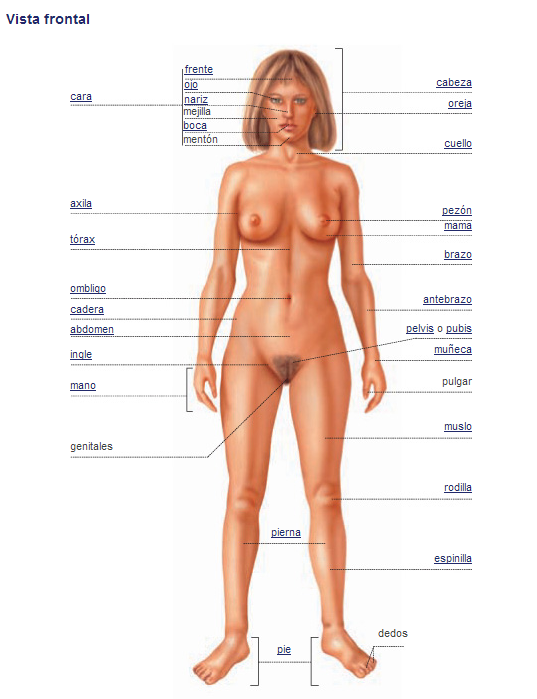 Vista frontal
frente
ojo
cara
nariz
mejilla
boca
mentón
cabeza
oreja
cuello
axila
pezón
mama
tórax
brazo
ombligo
antebrazo
cadera
abdomen
pelvis o pubis
ingle
muñeca
mano
pulgar
muslo
genitales
rodilla
pierna
espinilla
dedos
pie